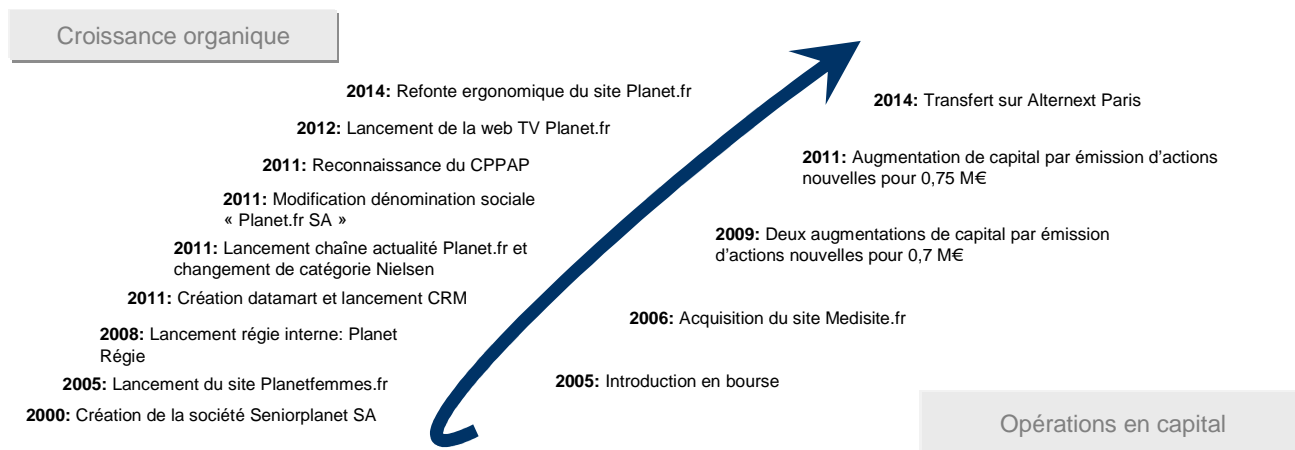 Croissance organique
2014: Refonte ergonomique du site Planet.fr
2012: Lancement de la web TV Planet.fr
2011: Reconnaissance du CPPAP
2011: Modification dénomination sociale
« Planet.fr SA »
2011: Lancement chaîne actualité Planet.fr et
changement de catégorie Nielsen
2011: Création datamart et lancement CRM
2008: Lancement régie interne: Planet
Régie
2005: Lancement du site Planetfemmes.fr
2000: Création de la société Seniorplanet SA
2014: Transfert sur Alternext Paris
2011: Augmentation de capital par émission d'actions
nouvelles pour 0,75 M€
2009: Deux augmentations de capital par émission
d'actions nouvelles pour 0,7 M€
2006: Acquisition du site Medisite.fr
2005: Introduction en bourse
Opérations en capital